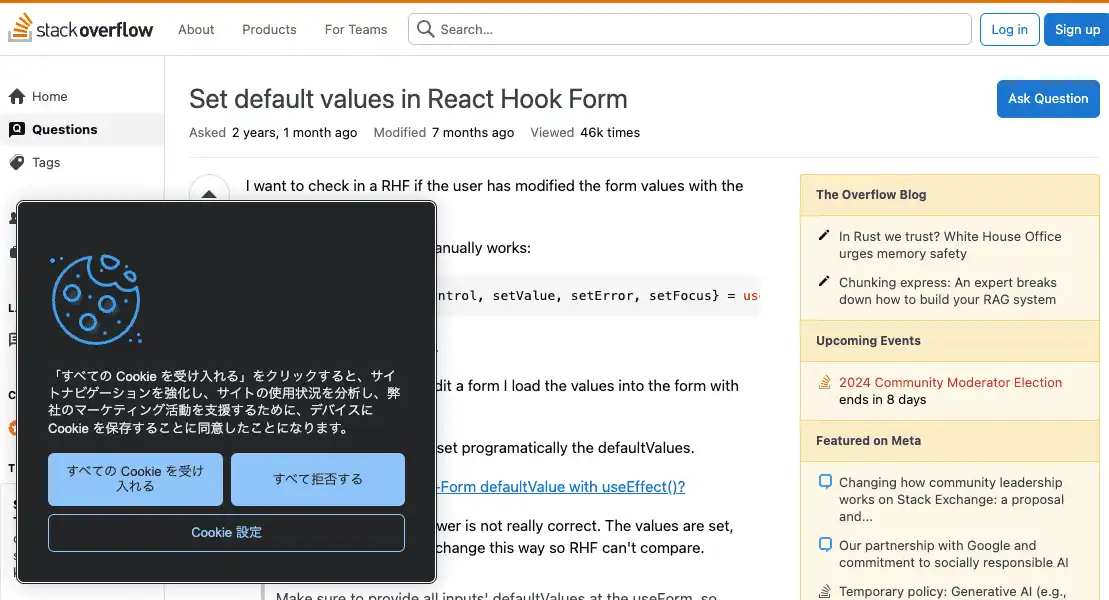 stackoverflow
About
Products
For Teams
Search...
Log in
Sign up
Home
Questions
Tags
Set default values in React Hook Form
Asked 2 years, 1 month ago Modified 7 months ago Viewed 46k times
Ask Question
I want to check in a RHF if the user has modified the form values with the
anually works:
ntrol, setValue, setError, setFocus} = us
dit a form I load the values into the form with
set programatically the defaultValues.
-Form defaultValue with useEffect()?
wer is not really correct. The values are set,
change this way so RHF can't compare.
Make sure to provide all inputs' defaultValues at the useForm, so
「すべての Cookie を受け入れる」をクリックすると、サイ
トナビゲーションを強化し、サイトの使用状況を分析し、弊
社のマーケティング活動を支援するために、デバイスに
Cookie を保存することに同意したことになります。
すべての Cookie を受け
入れる
すべて拒否する
Cookie 設定
The Overflow Blog
In Rust we trust? White House Office
urges memory safety
Chunking express: An expert breaks
down how to build your RAG system
Upcoming Events
2024 Community Moderator Election
ends in 8 days
Featured on Meta
Changing how community leadership
works on Stack Exchange: a proposal
and...
Our partnership with Google and
commitment to socially responsible AI
Temporary policy: Generative AI (e.g.,